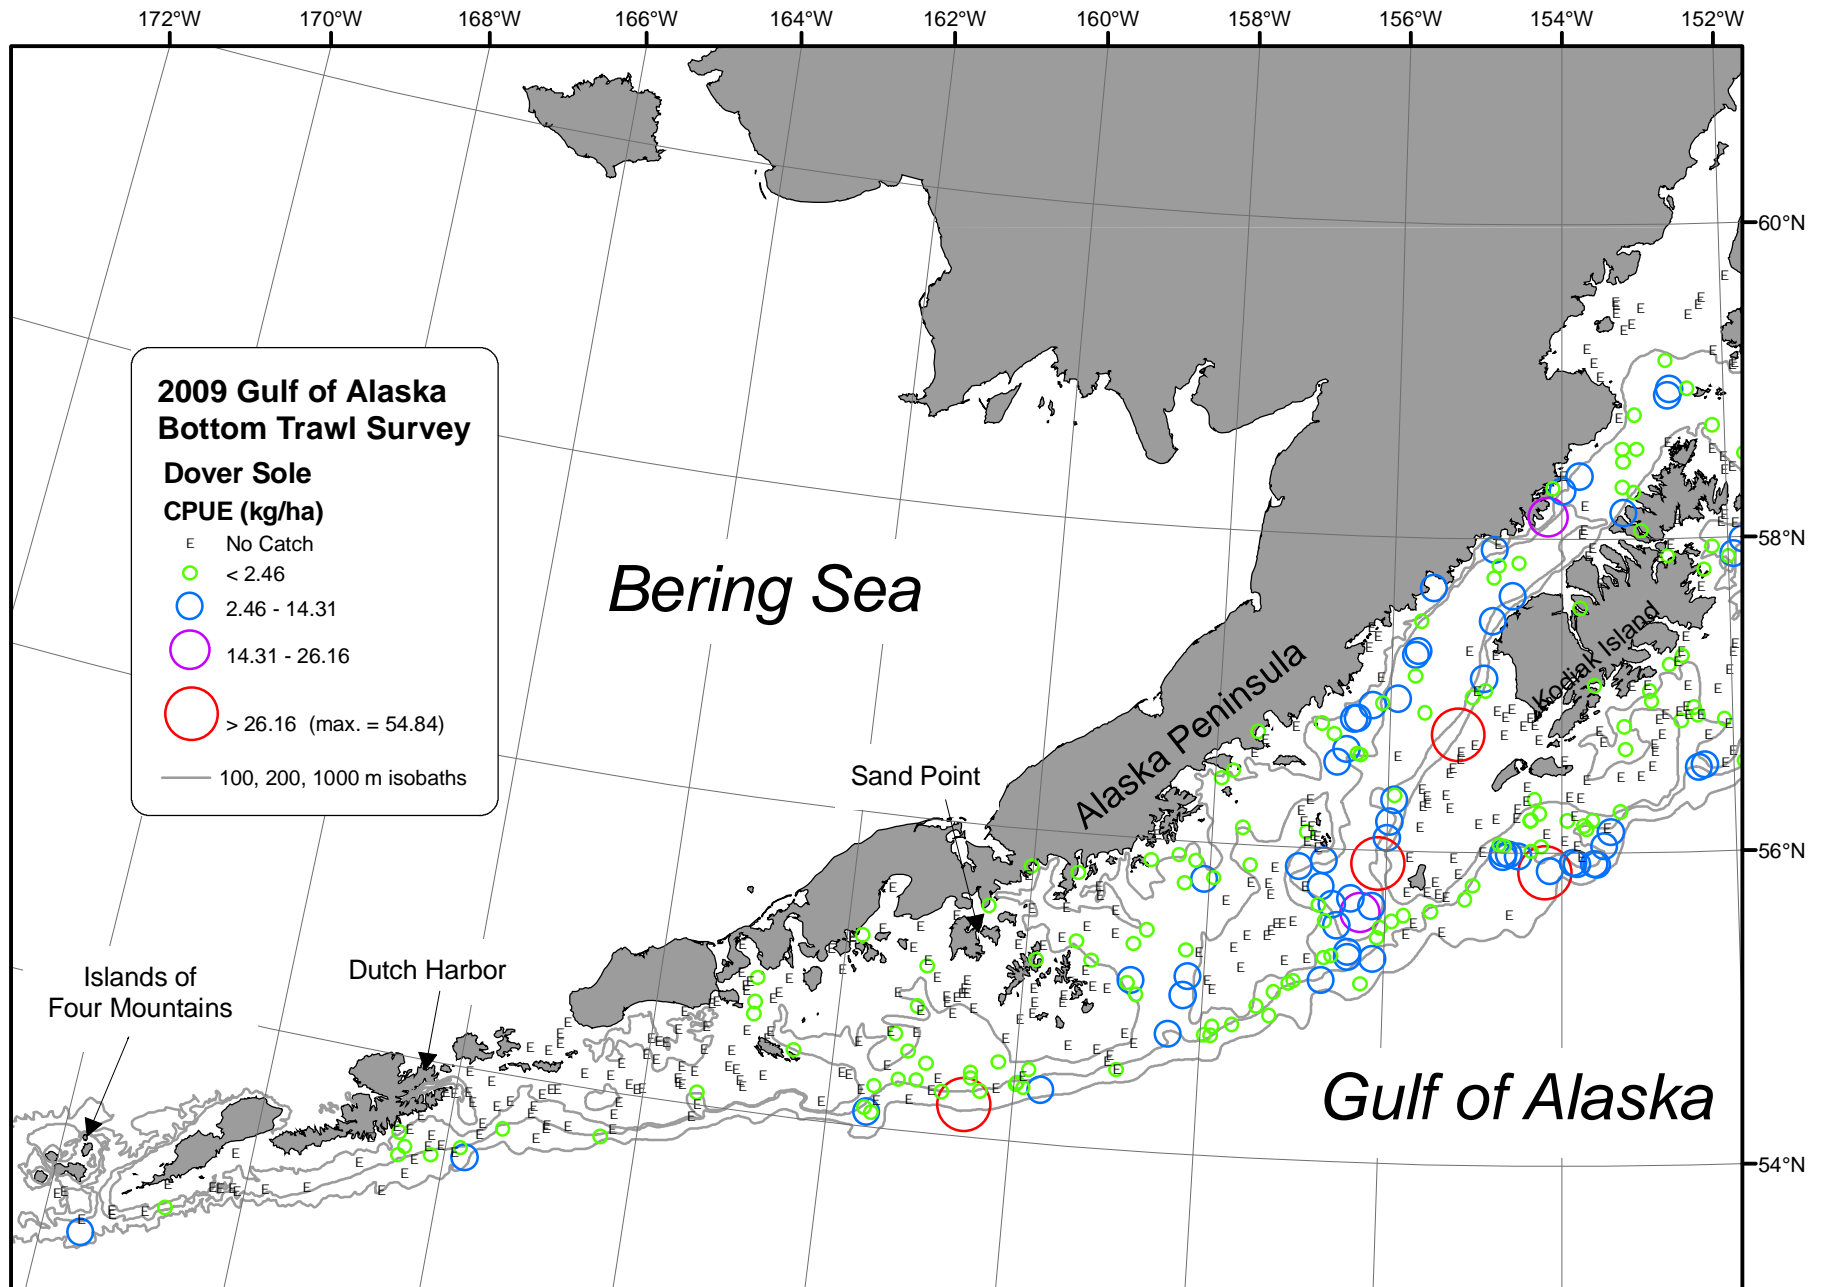 172°W 170°W 168°W 166°W 164°W 162°W 160°W 158°W 156°W 154°W 152°W
60°N
2009 Gulf of Alaska
Bottom Trawl Survey
Dover Sole
CPUE (kg/ha)
E No Catch
< 2.46
2.46 - 14.31
14.31 - 26.16
> 26.16 (max. = 54.84)
100, 200, 1000 m isobaths
58°N
Bering Sea
Kodiak Island
Alaska Peninsula
Sand Point
56°N
Islands of
Four Mountains
Dutch Harbor
Gulf of Alaska
54°N